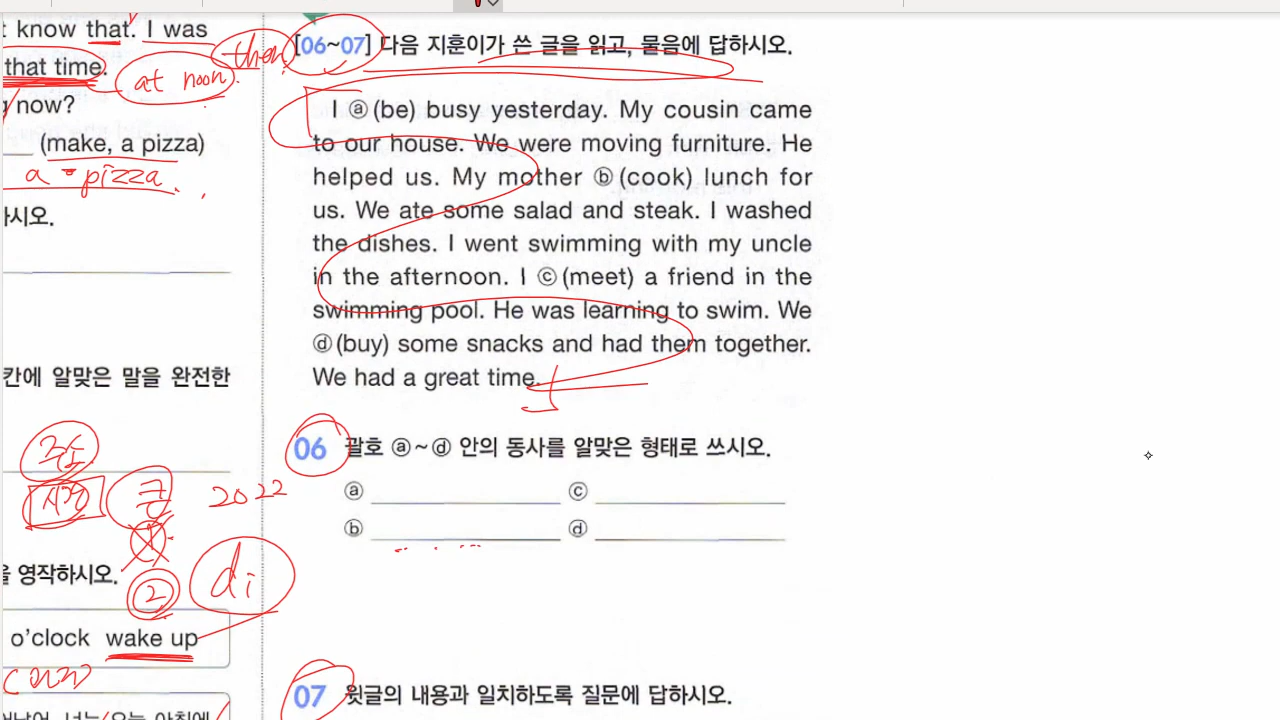 t know that. I was
that time.
then
at noon.
g now?
(make, a pizza)
a pizza.
하시오.
칸에 알맞은 말을 완전한
2022
1
을 영작하시오.
2
di
o'clock wake up
[06~07] 다음 지훈이가 쓴 글을 읽고, 물음에 답하시오.
I ⓐ (be) busy yesterday. My cousin came
to our house. We were moving furniture. He
helped us. My mother ⓑ (cook) lunch for
us. We ate some salad and steak. I washed
the dishes. I went swimming with my uncle
in the afternoon. I ⓒ (meet) a friend in the
swimming pool. He was learning to swim. We
ⓓ (buy) some snacks and had them together.
We had a great time.
06 괄호 ⓐ~ⓓ 안의 동사를 알맞은 형태로 쓰시오.
ⓐ ⓒ
ⓑ ⓓ
07 윗글의 내용과 일치하도록 질문에 답하시오.